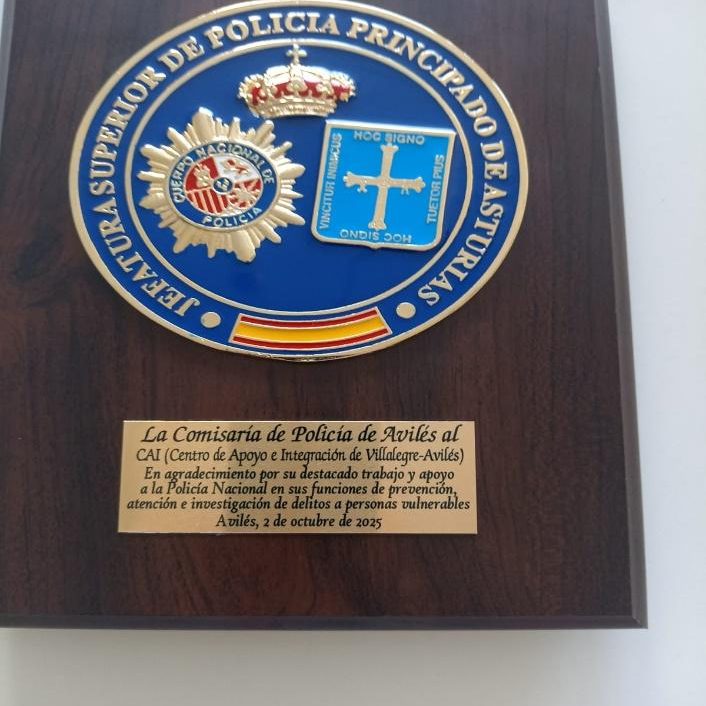 JEFATURA SUPERIOR DE POLICIA PRINCIPADO DE ASTURIAS
CUERPO NACIONAL DE
POLICIA
HOC SIGNO
TUETOR PIUS
HOC SIGNO
VINCITUR INIMICUS
La Comisaría de Policía de Avilés al
CAI (Centro de Apoyo e Integración de Villalegre-Avilés)
En agradecimiento por su destacado trabajo y apoyo
a la Policía Nacional en sus funciones de prevención,
atención e investigación de delitos a personas vulnerables
Avilés, 2 de octubre de 2025